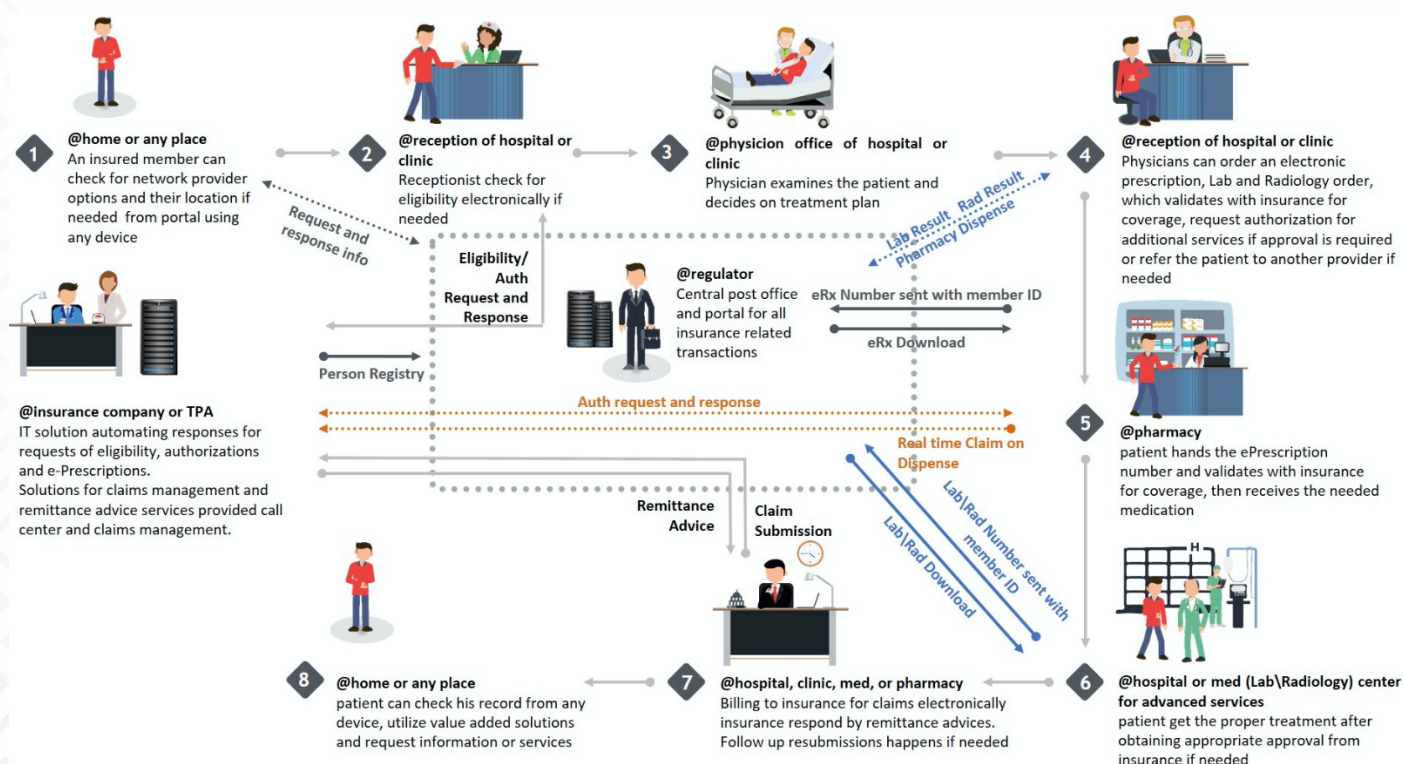 1
@home or any place
An insured member can
check for network provider
options and their location if
needed from portal using
any device
2
@reception of hospital or
clinic
Receptionist check for
eligibility electronically if
needed
3
@physicion office of hospital or
clinic
Physician examines the patient and
decides on treatment plan
4
@reception of hospital or clinic
Physicians can order an electronic
prescription, Lab and Radiology order,
which validates with insurance for
coverage, request authorization for
additional services if approval is required
or refer the patient to another provider if
needed
Request and
response info
Eligibility/
Auth
Request and
Response
@regulator
Central post office
and portal for all
insurance related
transactions
Lab Result Rad Result
Pharmacy Dispense
eRx Number sent with member ID
eRx Download
Person Registry
@insurance company or TPA
IT solution automating responses for
requests of eligibility, authorizations
and e-Prescriptions.
Solutions for claims management and
remittance advice services provided call
center and claims management.
Auth request and response
Real time Claim on
Dispense
5
@pharmacy
patient hands the ePrescription
number and validates with insurance
for coverage, then receives the needed
medication
Remittance
Advice
Claim
Submission
Lab\Rad Number sent with
member ID
Lab\Rad Download
H
6
@hospital or med (Lab\Radiology) center
for advanced services
patient get the proper treatment after
obtaining appropriate approval from
insurance if needed
7
@hospital, clinic, med, or pharmacy
Billing to insurance for claims electronically
insurance respond by remittance advices.
Follow up resubmissions happens if needed
8
@home or any place
patient can check his record from any
device, utilize value added solutions
and request information or services